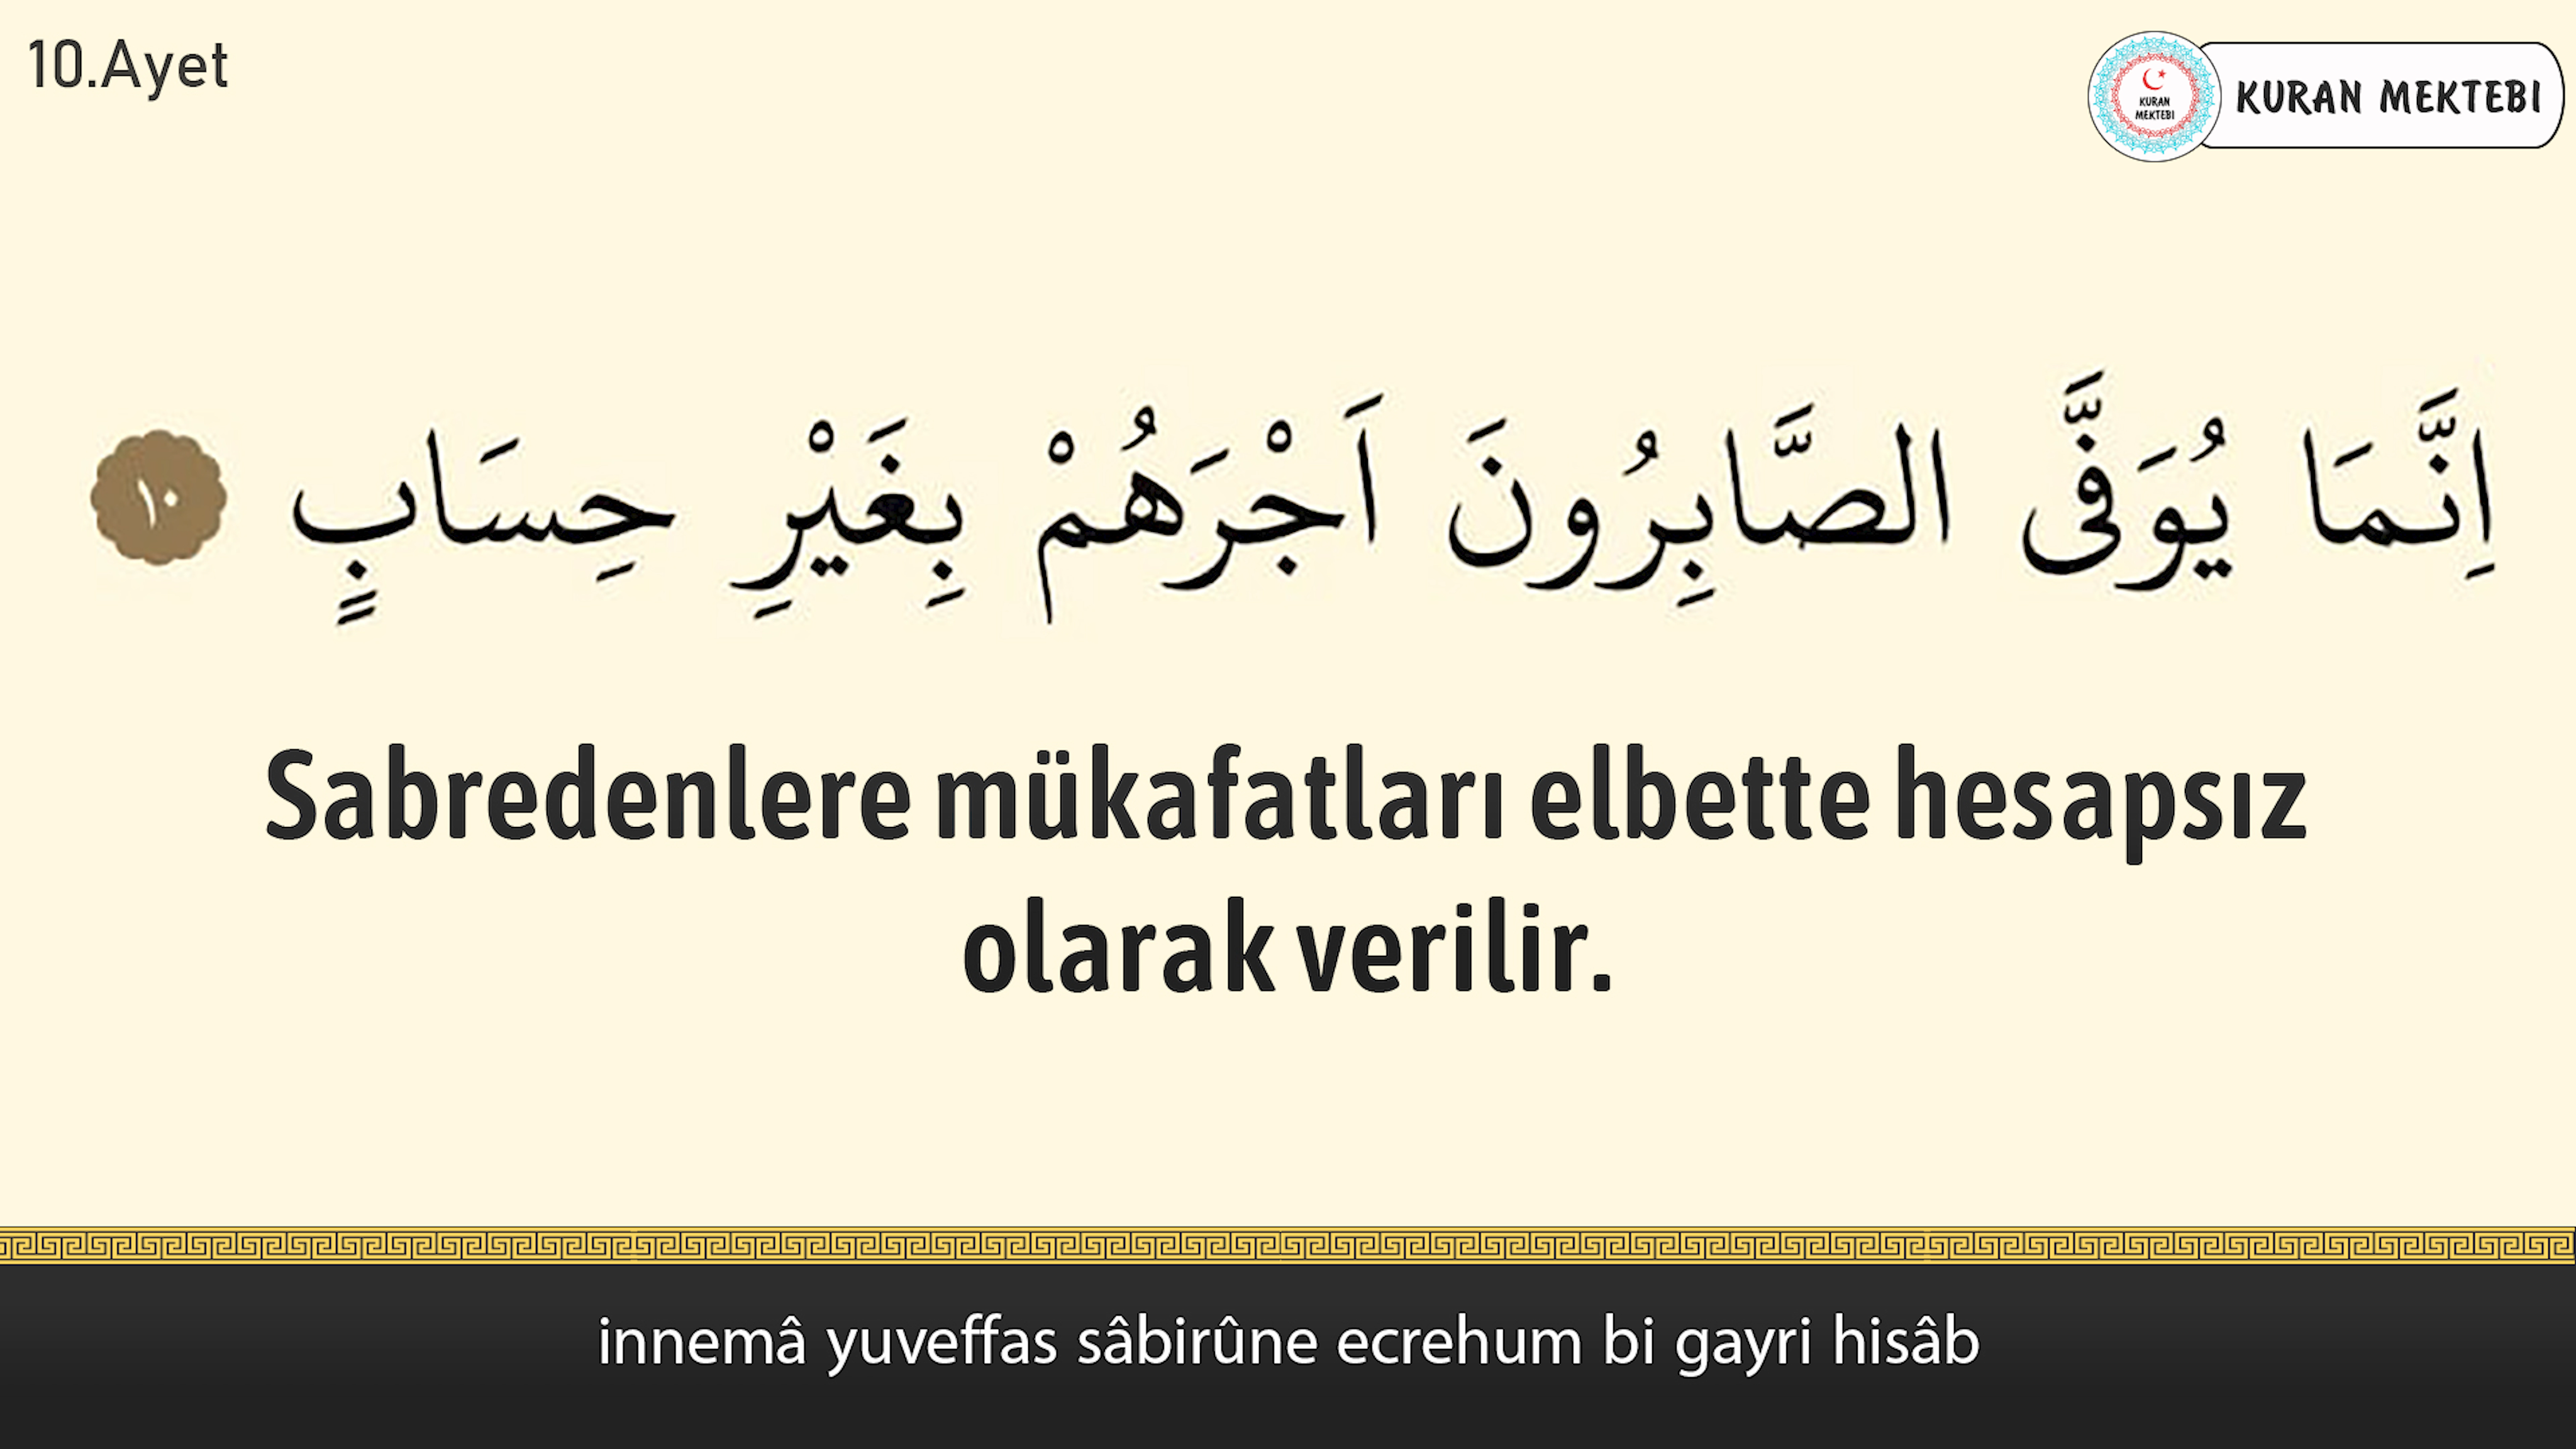 10.Ayet
KURAN
MEKTEBI
KURAN MEKTEBI
اِنَّمَا يُوَفَّى الصَّابِرُونَ اَجْرَهُمْ بِغَيْرِ حِسَابٍ ١٠
Sabredenlere mükafatları elbette hesapsız
olarak verilir.
innemâ yuveffas sâbirûne ecrehum bi gayri hisâb